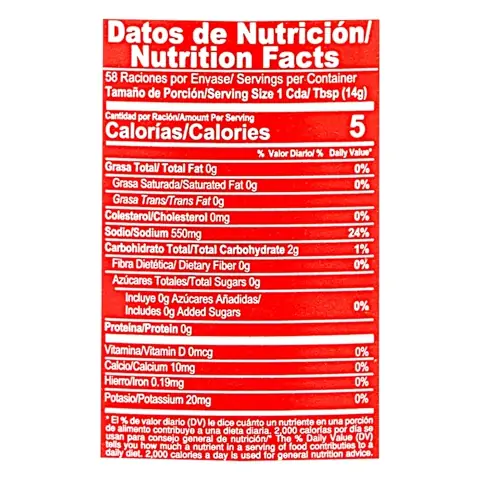 Datos de Nutrición/
Nutrition Facts
58 Raciones por Envase/ Servings per Container
Tamaño de Porción/Serving Size 1 Cda/ Tbsp (14g)
Cantidad por Ración/Amount Per Serving
Calorías/Calories 5
% Valor Diario/ % Daily Value*
Grasa Total/ Total Fat 0g 0%
Grasa Saturada/Saturated Fat 0g 0%
Grasa Trans/Trans Fat 0g
Colesterol/Cholesterol 0mg 0%
Sodio/Sodium 550mg 24%
Carbohidrato Total/Total Carbohydrate 2g 1%
Fibra Dietética/ Dietary Fiber 0g 0%
Azúcares Totales/Total Sugars 0g
Incluye 0g Azúcares Añadidas/
Includes 0g Added Sugars 0%
Proteína/Protein 0g
Vitamina/Vitamin D 0mcg 0%
Calcio/Calcium 10mg 0%
Hierro/Iron 0.19mg 0%
Potasio/Potassium 20mg 0%
* El % de valor diario (DV) le dice cuánto un nutriente en una porción
de alimento contribuye a una dieta diaria. 2,000 calorías por día se
usan para consejo general de nutrición/* The % Daily Value (DV)
tells you how much a nutrient in a serving of food contributes to a
daily diet. 2,000 calories a day is used for general nutrition advice.